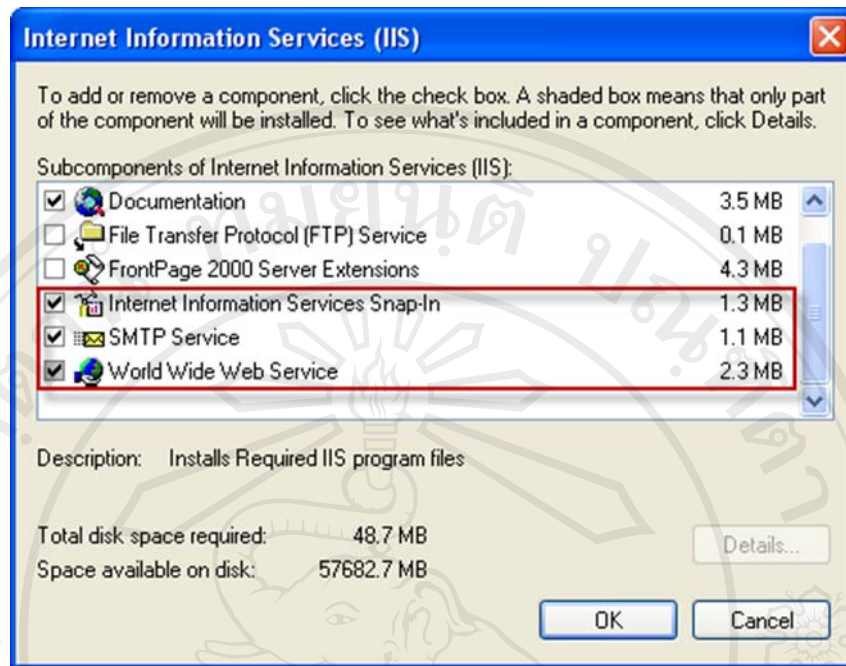 Internet Information Services (IIS)
To add or remove a component, click the check box. A shaded box means that only part
of the component will be installed. To see what's included in a component, click Details.
Subcomponents of Internet Information Services (IIS):
Documentation 3.5 MB
File Transfer Protocol (FTP) Service 0.1 MB
FrontPage 2000 Server Extensions 4.3 MB
Internet Information Services Snap-In 1.3 MB
SMTP Service 1.1 MB
World Wide Web Service 2.3 MB
Description: Installs Required IIS program files
Total disk space required: 48.7 MB
Details...
Space available on disk: 57682.7 MB
OK Cancel